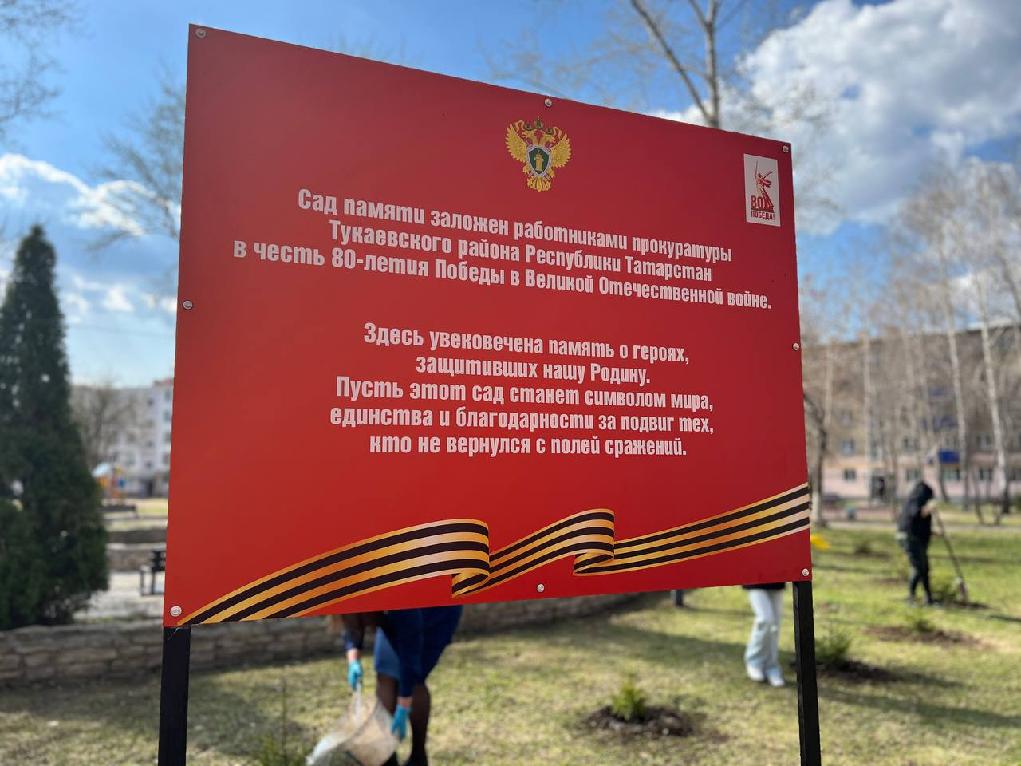 Сад памяти заложен работниками прокуратуры
Тукаевского района Республики Татарстан
в честь 80-летия Победы в Великой Отечественной войне.
Здесь увековечена память о героях,
защитивших нашу Родину.
Пусть этот сад станет символом мира,
единства и благодарности за подвиг тех,
кто не вернулся с полей сражений.
ПОБЕДА!